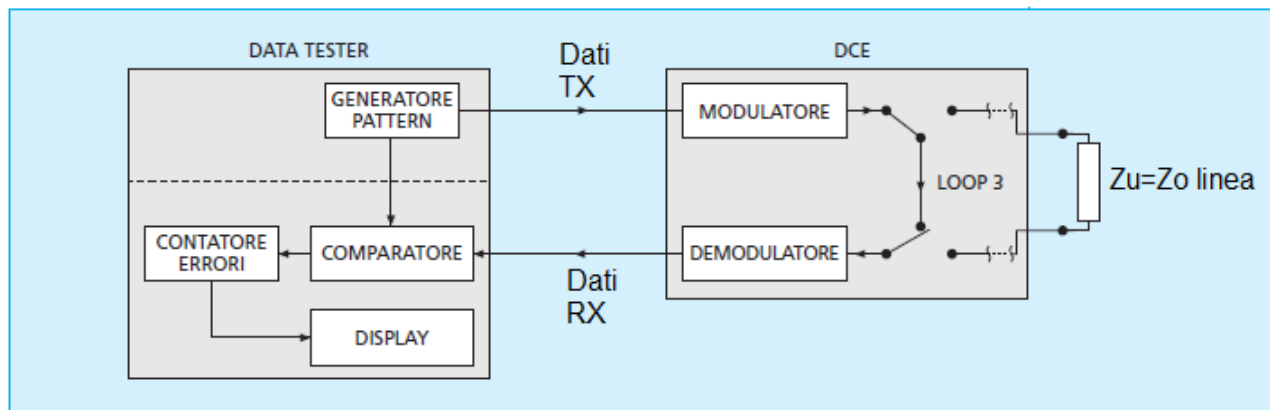 DATA TESTER
Dati
TX
DCE
GENERATORE
PATTERN
MODULATORE
LOOP 3
Zu=Zo linea
CONTATORE
ERRORI
COMPARATORE
DEMODULATORE
Dati
RX
DISPLAY